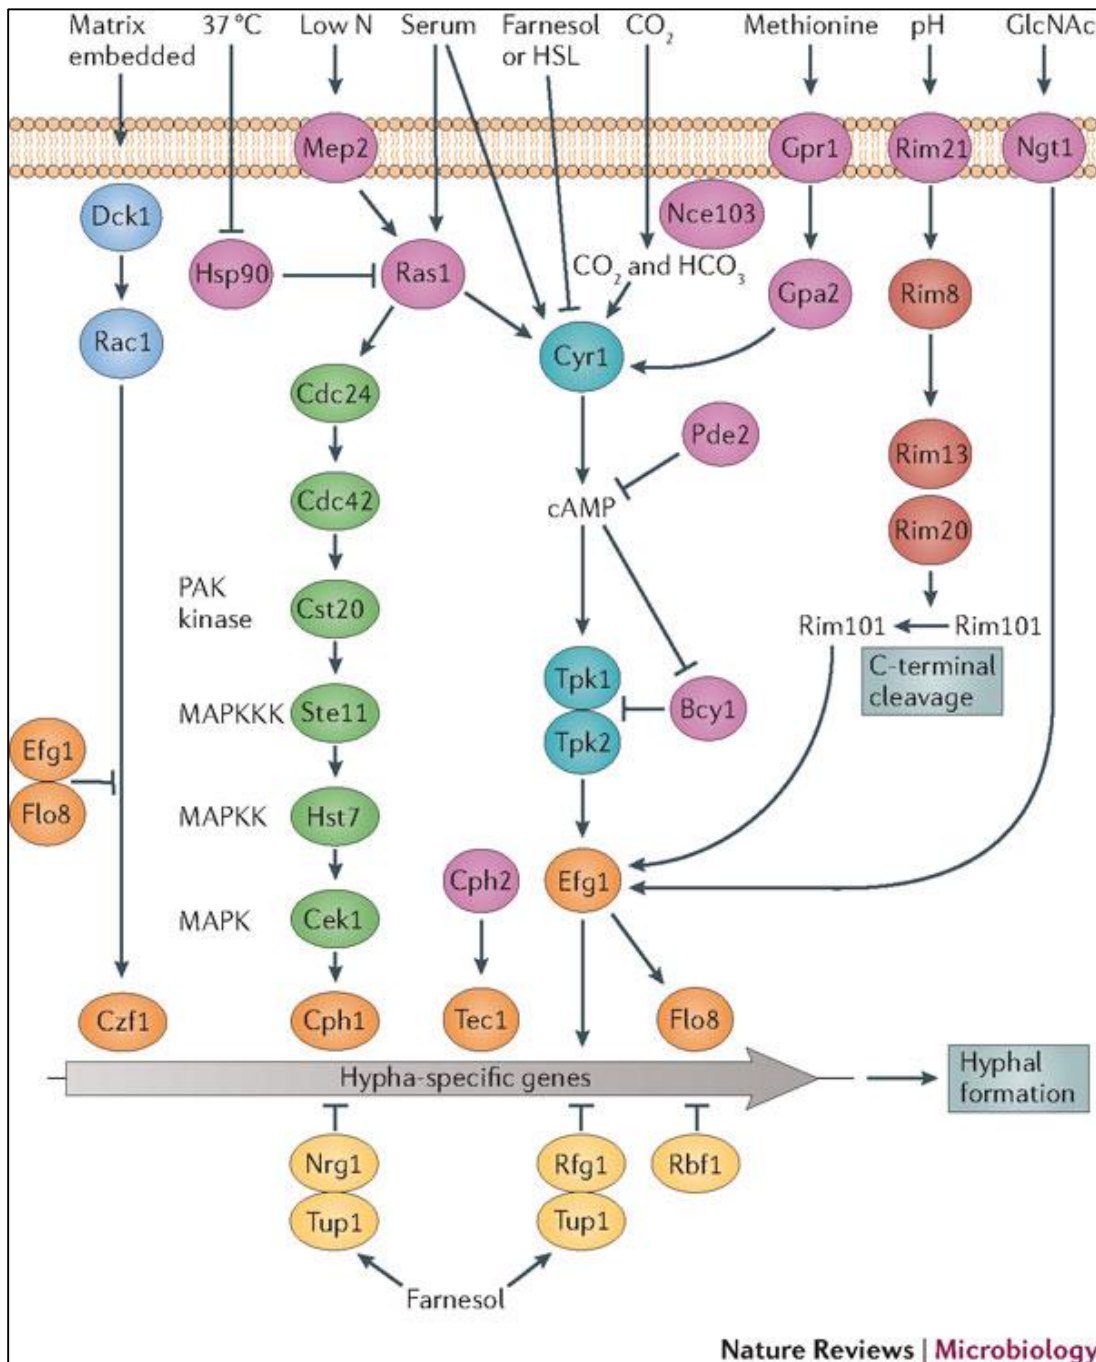 Matrix
embedded
37 °C
Low N
Serum
Farnesol
or HSL
CO2
Methionine
pH
GlcNAc
Mep2
Gpr1
Rim21
Ngt1
Dck1
Nce103
Hsp90
Ras1
CO2 and HCO3
Gpa2
Rim8
Rac1
Cyr1
Cdc24
Pde2
Rim13
Cdc42
cAMP
Rim20
PAK
kinase
Cst20
Rim101
Rim101
C-terminal
cleavage
Tpk1
Tpk2
Bcy1
MAPKKK
Ste11
Efg1
Flo8
MAPKK
Hst7
Cph2
Efg1
MAPK
Cek1
Czf1
Cph1
Tec1
Flo8
Hypha-specific genes
Hyphal
formation
Nrg1
Tup1
Rfg1
Tup1
Rbf1
Farnesol
Nature Reviews | Microbiology